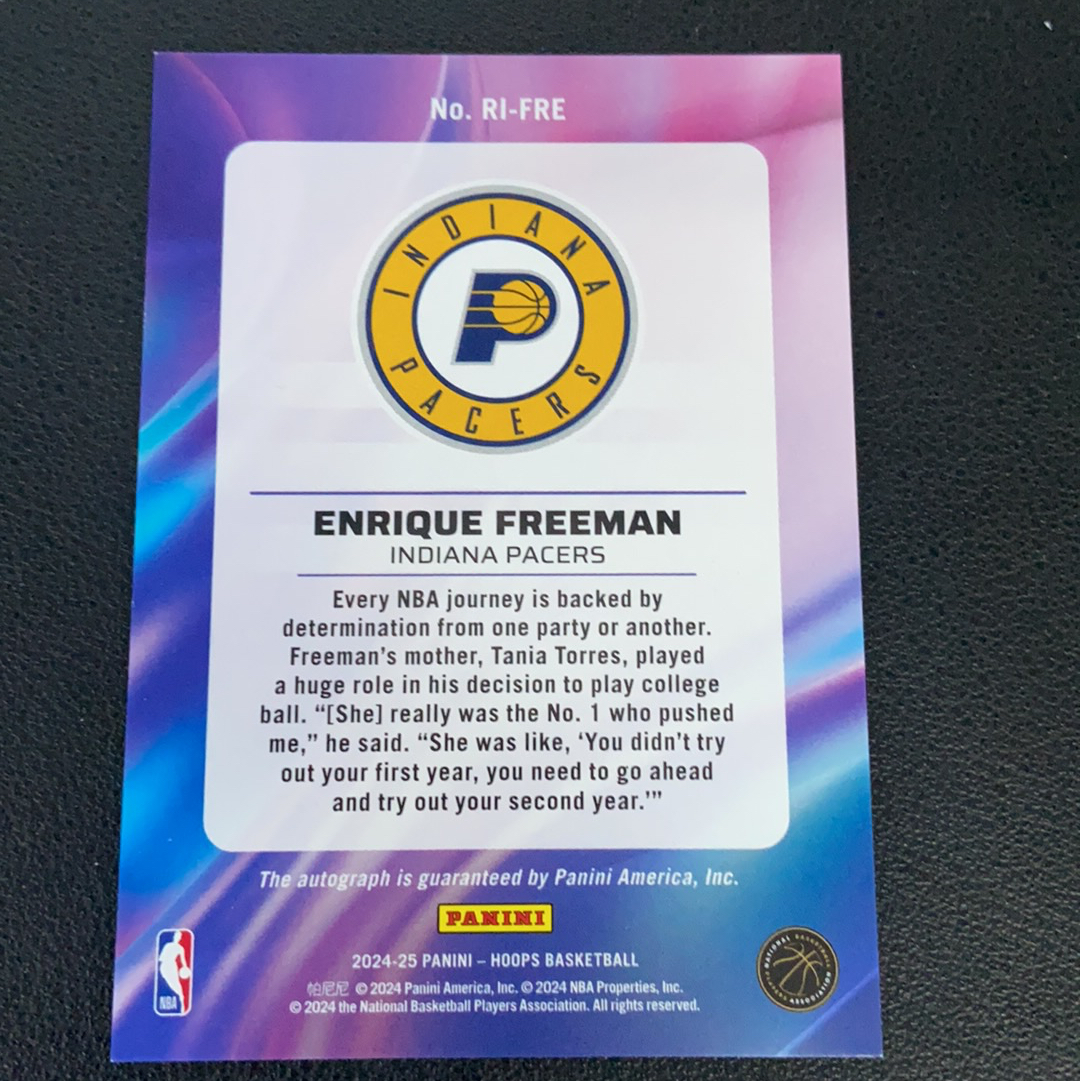 No. RI-FRE
INDIANA
PACERS
ENRIQUE FREEMAN
INDIANA PACERS
Every NBA journey is backed by
determination from one party or another.
Freeman's mother, Tania Torres, played
a huge role in his decision to play college
ball. “[She] really was the No. 1 who pushed
me,” he said. “She was like, ‘You didn't try
out your first year, you need to go ahead
and try out your second year.’”
The autograph is guaranteed by Panini America, Inc.
PANINI
2024-25 PANINI – HOOPS BASKETBALL
帕尼尼 © 2024 Panini America, Inc. © 2024 NBA Properties, Inc.
© 2024 the National Basketball Players Association. All rights reserved.
NBA
NATIONAL BASKETBALL
PLAYERS ASSOCIATION